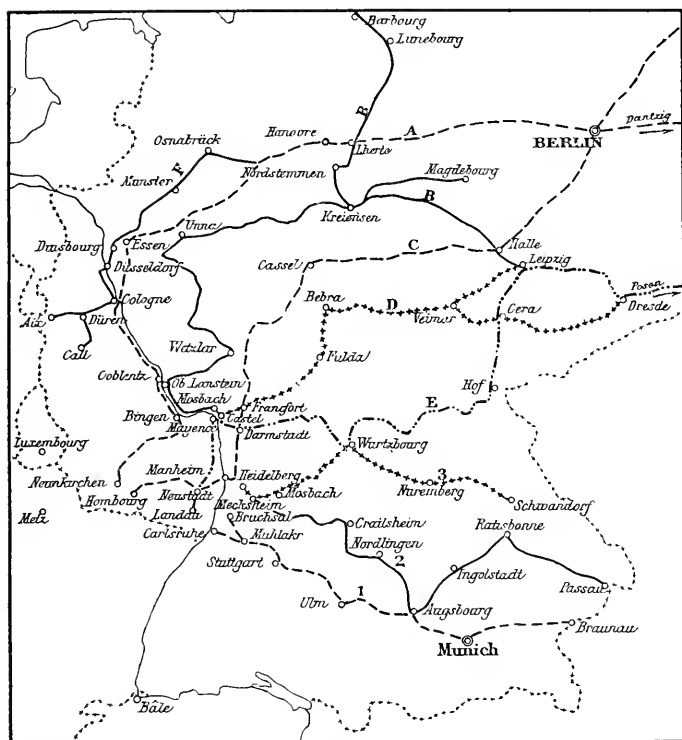 Barbourg
Lunebourg
B
Hanovre
A
Dantzig
BERLIN
Osnabrück
Lherte
F
Nordstemmen
Magdebourg
Munster
B
Unna
Kreiensen
Duisbourg
Essen
C
Halle
Dusseldorf
Cassel
Leipzig
Cologne
Bebra
D
Posen
Aix
Düren
Veimar
Gera
Dresde
Call
Wetzlar
Fulda
Coblentz
Ob. Lanstein
Hof
Mosbach
Francfort
E
Bingen
Castel
Mayence
Darmstadt
Luxembourg
Wurtzbourg
Neunkirchen
Manheim
Heidelberg
3
Hombourg
Neustadt
Mosbach
Nuremberg
Meckesheim
Schwandorf
Metz
Landau
Bruchsal
Crailsheim
Ratisbonne
Carlsruhe
Muhlakr
Nordlingen
2
Stuttgart
Ingolstadt
1
Passau
Ulm
Augsbourg
Braunau
Munich
Bâle